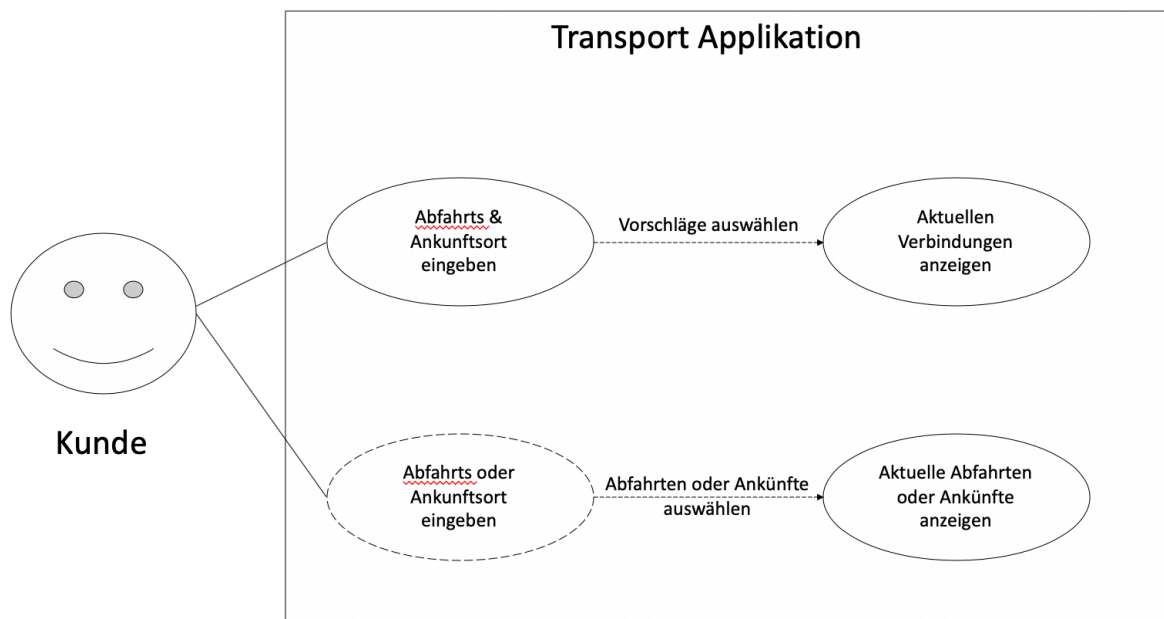 Transport Applikation
Abfahrts &
Ankunftsort
eingeben
Vorschläge auswählen
Aktuellen
Verbindungen
anzeigen
Kunde
Abfahrts oder
Ankunftsort
eingeben
Abfahrten oder Ankünfte
auswählen
Aktuelle Abfahrten
oder Ankünfte
anzeigen